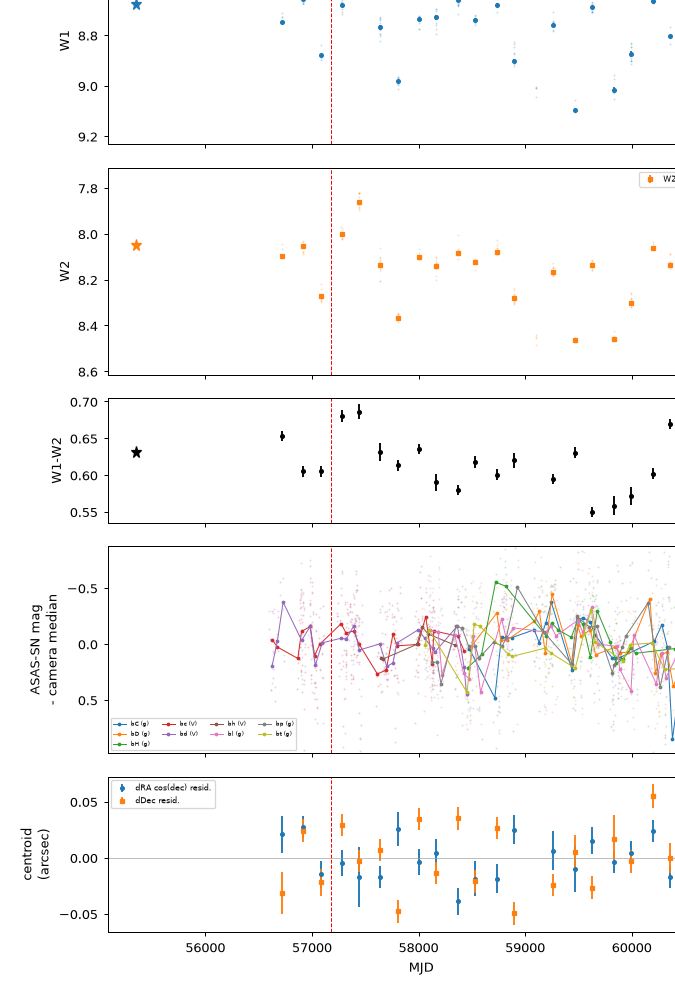 8.8
9.0
9.2
W1
7.8
8.0
8.2
8.4
8.6
W2
W2
0.70
0.65
0.60
0.55
W1-W2
−0.5
0.0
0.5
ASAS-SN mag
- camera median
bC (g)
bD (g)
bH (g)
bc (V)
bd (V)
bh (V)
bl (g)
bp (g)
bt (g)
0.05
0.00
−0.05
centroid
(arcsec)
dRA cos(dec) resid.
dDec resid.
56000
57000
58000
59000
60000
MJD